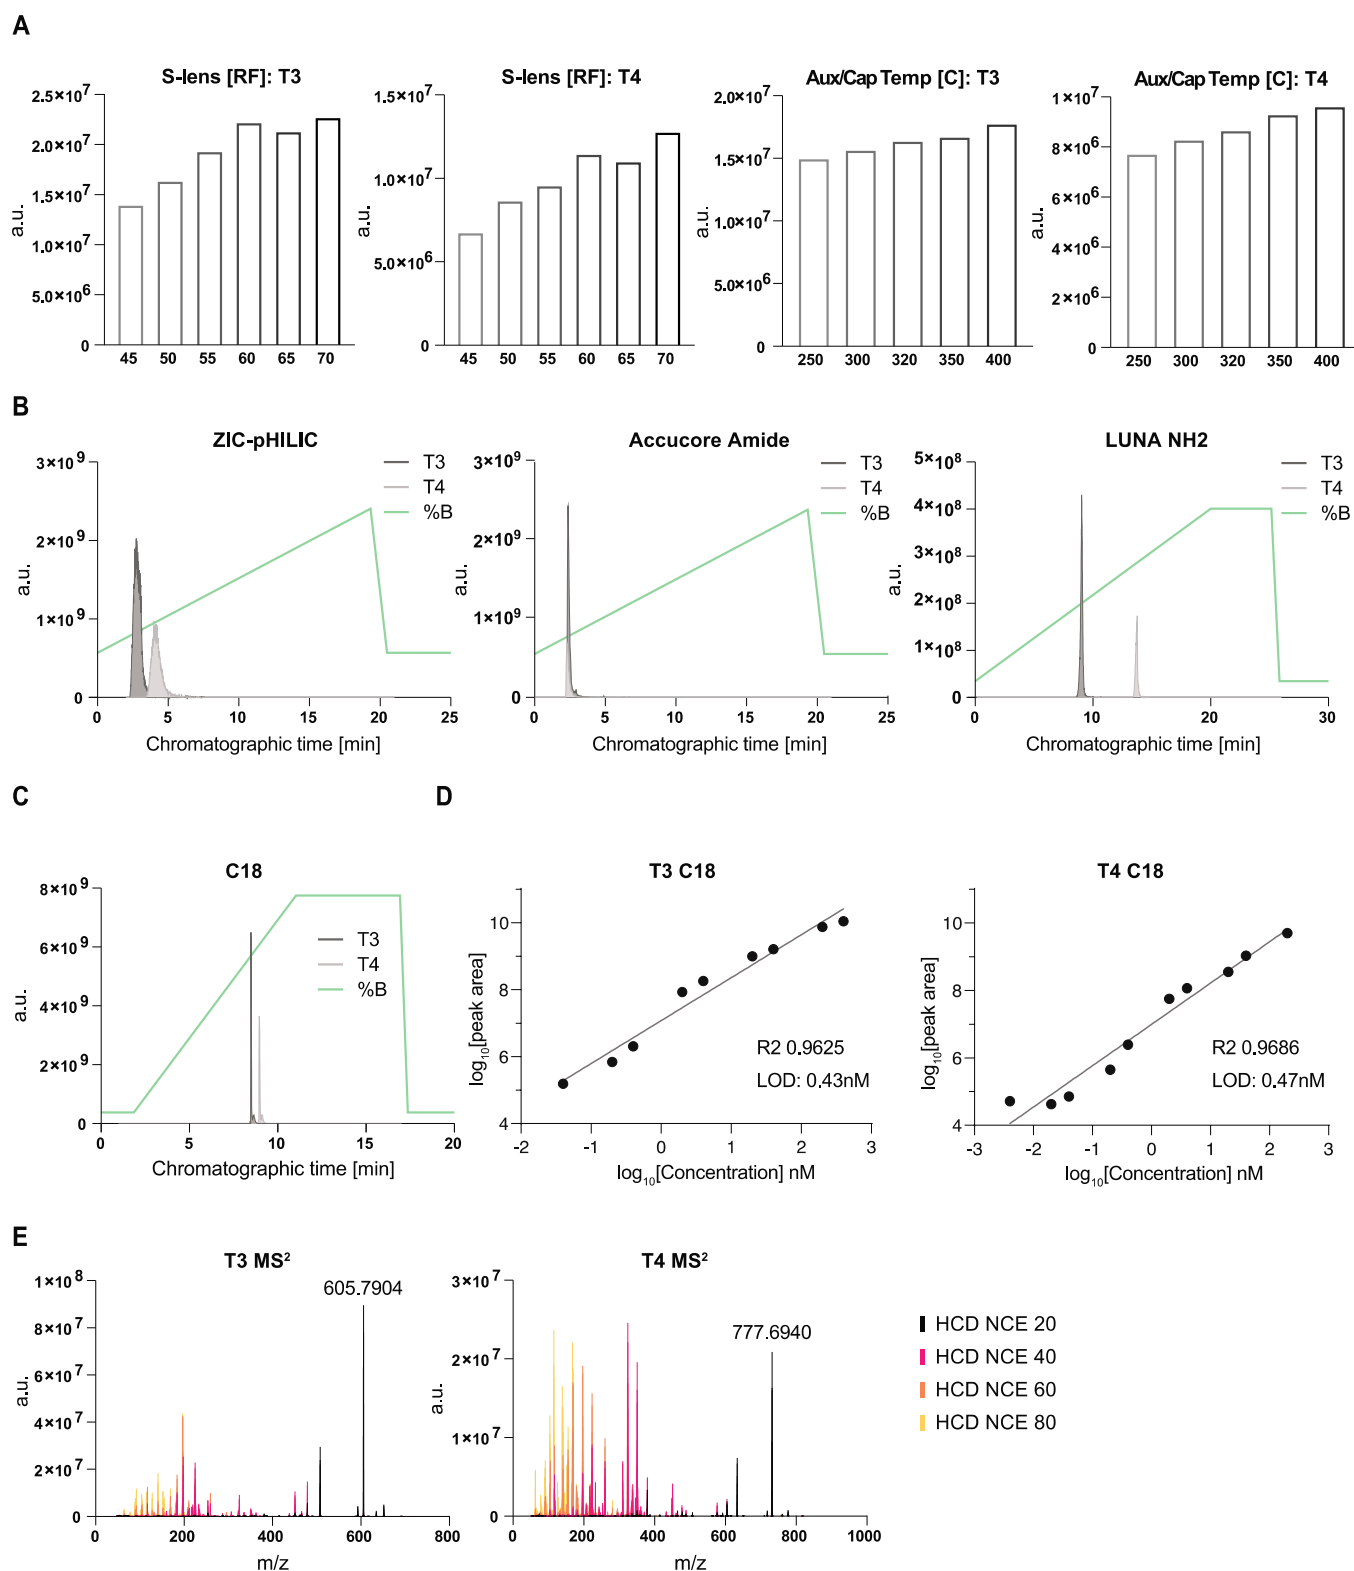 A
S-lens [RF]: T3
S-lens [RF]: T4
Aux/Cap Temp [C]: T3
Aux/Cap Temp [C]: T4
a.u.
2.5×10⁷
2.0×10⁷
1.5×10⁷
1.0×10⁷
5.0×10⁶
0
45 50 55 60 65 70
a.u.
1.5×10⁷
1.0×10⁷
5.0×10⁶
0
45 50 55 60 65 70
a.u.
2.0×10⁷
1.5×10⁷
1.0×10⁷
5.0×10⁶
0
250 300 320 350 400
a.u.
1×10⁷
8×10⁶
6×10⁶
4×10⁶
2×10⁶
0
250 300 320 350 400
B
ZIC-pHILIC
a.u.
3×10⁹
2×10⁹
1×10⁹
0
T3
T4
%B
0 5 10 15 20 25
Chromatographic time [min]
Accucore Amide
a.u.
3×10⁹
2×10⁹
1×10⁹
0
T3
T4
%B
0 5 10 15 20 25
Chromatographic time [min]
LUNA NH2
a.u.
5×10⁸
4×10⁸
3×10⁸
2×10⁸
1×10⁸
0
T3
T4
%B
0 10 20 30
Chromatographic time [min]
C
C18
a.u.
8×10⁹
6×10⁹
4×10⁹
2×10⁹
0
T3
T4
%B
0 5 10 15 20
Chromatographic time [min]
D
T3 C18
log₁₀[peak area]
10
8
6
4
R2 0.9625
LOD: 0.43nM
-2 -1 0 1 2 3
log₁₀[Concentration] nM
T4 C18
log₁₀[peak area]
10
8
6
4
R2 0.9686
LOD: 0.47nM
-3 -2 -1 0 1 2 3
log₁₀[Concentration] nM
E
T3 MS²
a.u.
1×10⁸
8×10⁷
6×10⁷
4×10⁷
2×10⁷
0
605.7904
0 200 400 600 800
m/z
T4 MS²
a.u.
3×10⁷
2×10⁷
1×10⁷
0
777.6940
0 200 400 600 800 1000
m/z
HCD NCE 20
HCD NCE 40
HCD NCE 60
HCD NCE 80